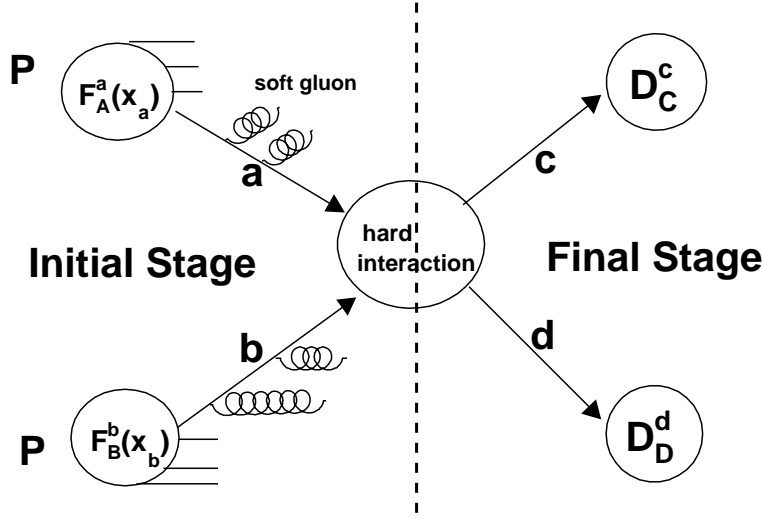 P
F_A^a(x_a)
soft gluon
a
D_C^c
c
hard
interaction
Initial Stage
Final Stage
b
d
P
F_B^b(x_b)
D_D^d